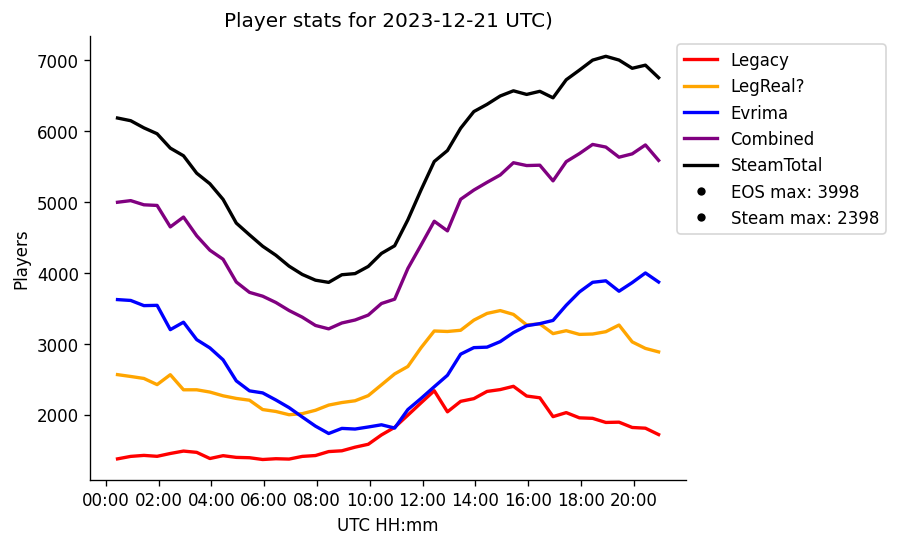 Player stats for 2023-12-21 UTC)
Players
7000
6000
5000
4000
3000
2000
00:00 02:00 04:00 06:00 08:00 10:00 12:00 14:00 16:00 18:00 20:00
UTC HH:mm
Legacy
LegReal?
Evrima
Combined
SteamTotal
EOS max: 3998
Steam max: 2398